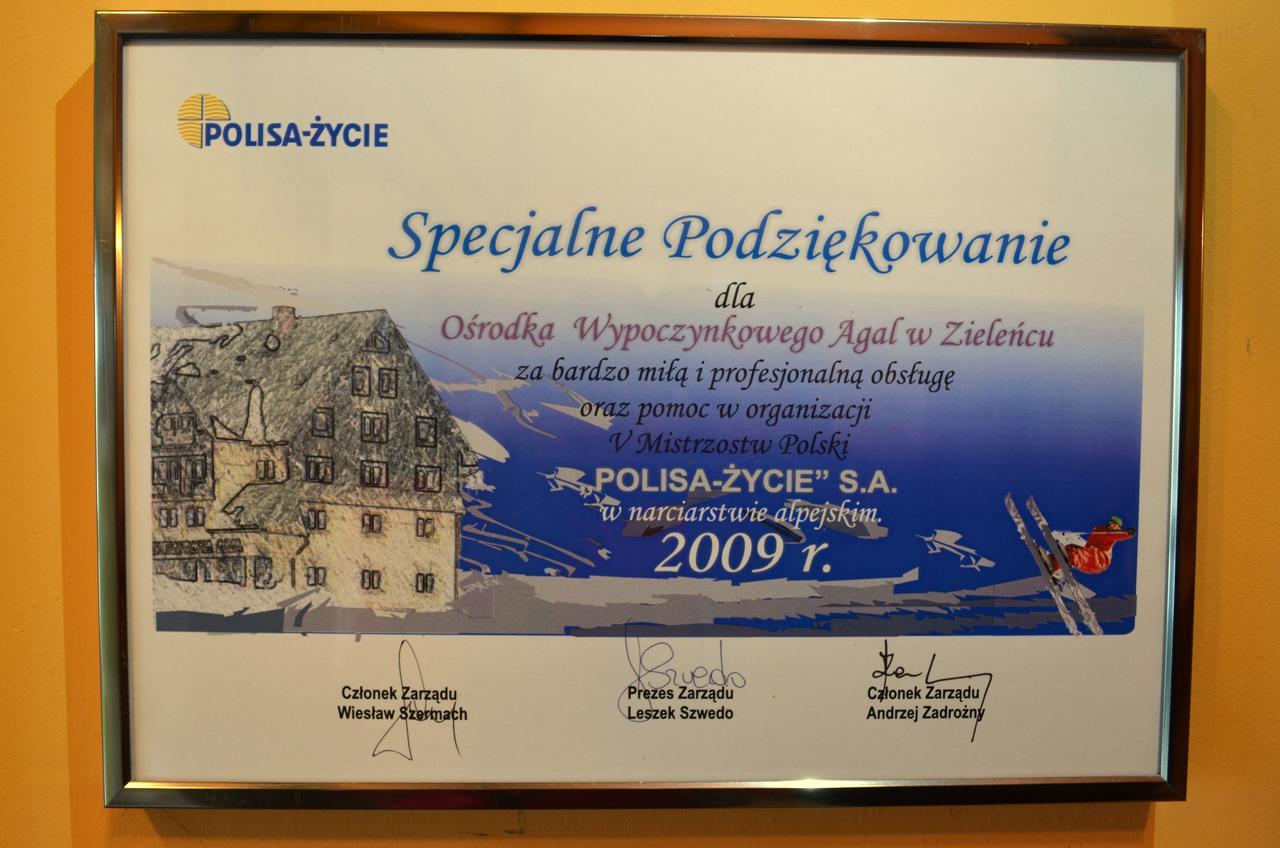 POLISA-ŻYCIE
Specjalne Podziękowanie
dla
Ośrodka Wypoczynkowego Agal w Zieleńcu
za bardzo miłą i profesjonalną obsługę
oraz pomoc w organizacji
V Mistrzostw Polski
POLISA-ŻYCIE” S.A.
w narciarstwie alpejskim.
2009 r.
Szwedo
Członek Zarządu
Wiesław Szermach
Prezes Zarządu
Leszek Szwedo
Członek Zarządu
Andrzej Zadrożny